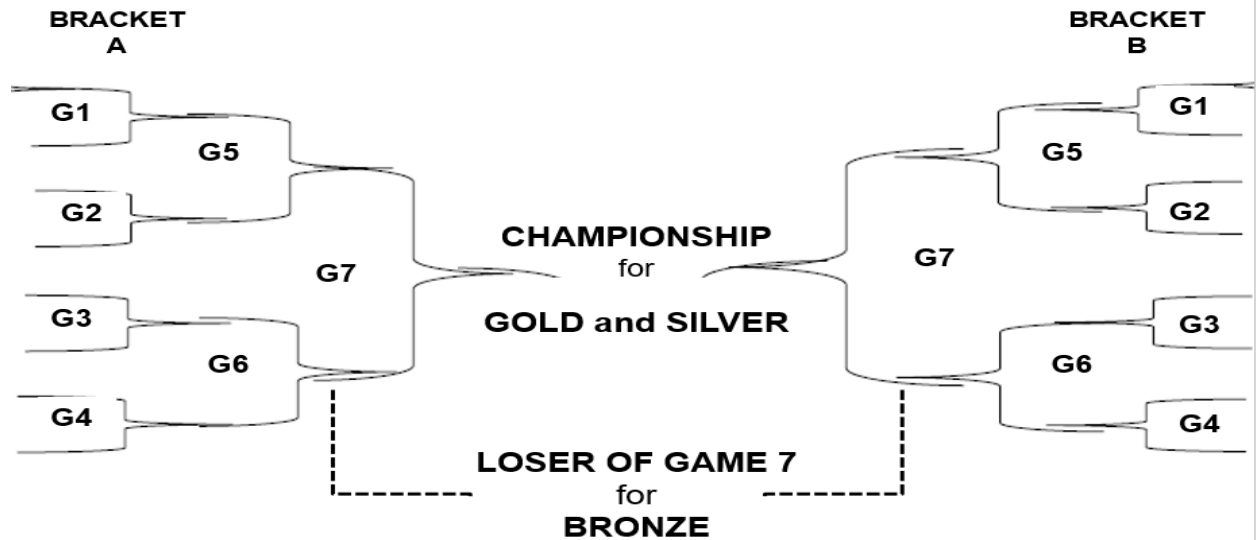 BRACKET
A
G1
G5
G2
G7
G3
G6
G4
CHAMPIONSHIP
for
GOLD and SILVER
LOSER OF GAME 7
for
BRONZE
BRACKET
B
G1
G5
G2
G7
G3
G6
G4